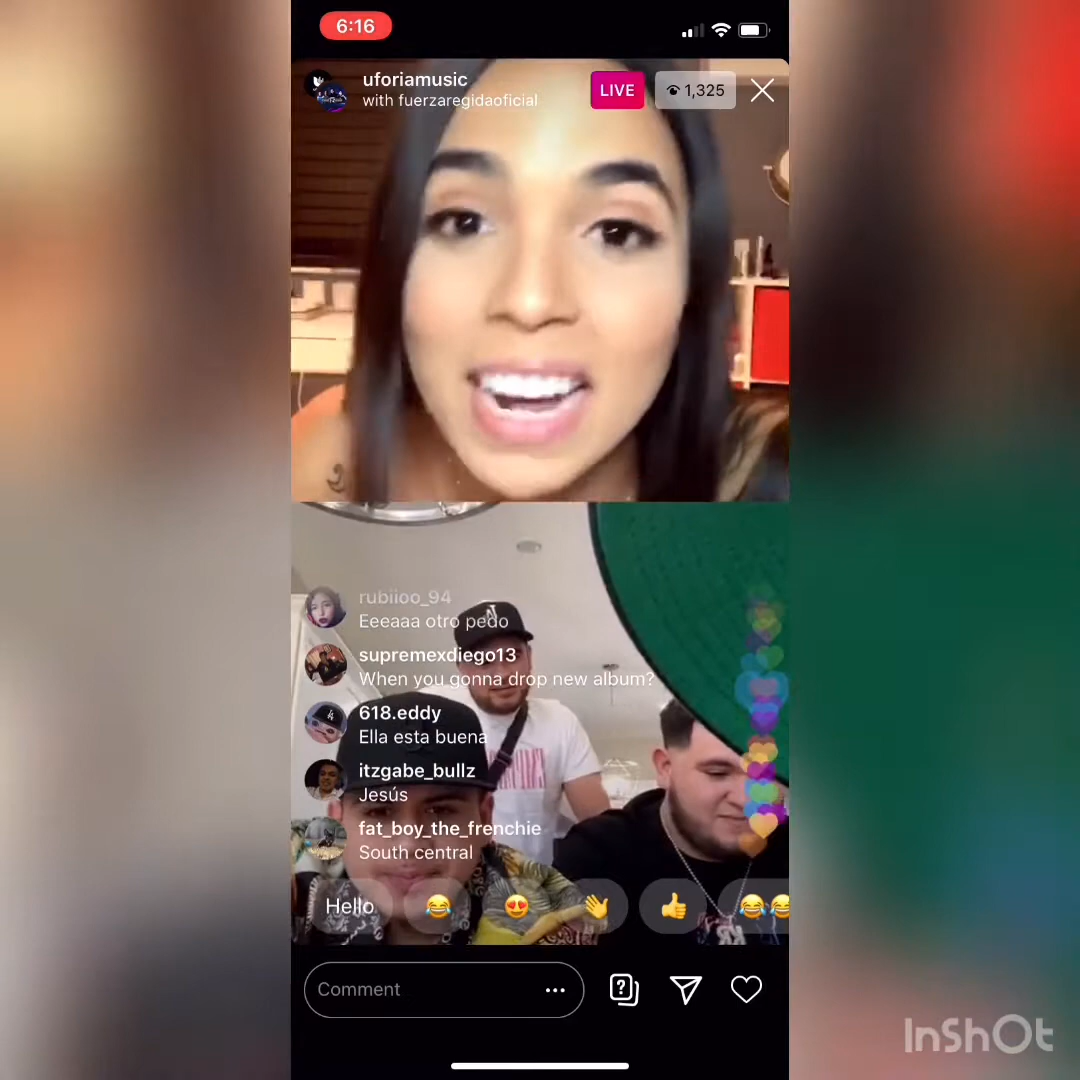 6:16
uforiamusic
with fuerzaregidaoficial
LIVE
1,325
rubiioo_94
Eeeaaa otro pedo
supremexdiego13
When you gonna drop new album?
618.eddy
Ella esta buena
itzgabe_bullz
Jesús
fat_boy_the_frenchie
South central
Hello
Comment
InShOt